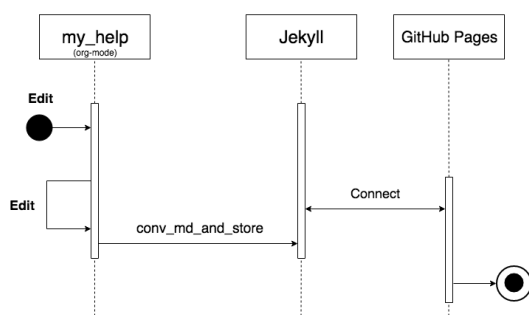 my_help
(org-mode)
Jekyll
GitHub Pages
Edit
Edit
Connect
conv_md_and_store